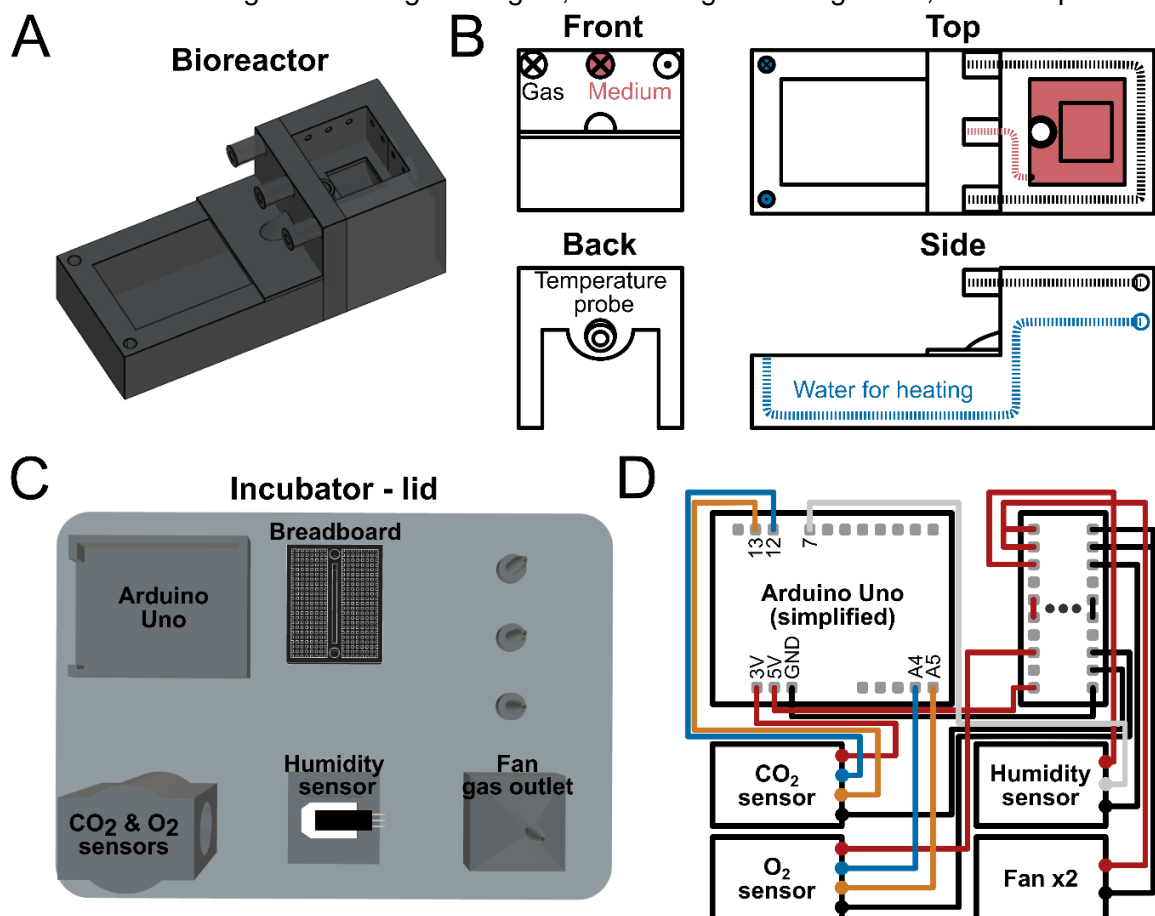 A
Bioreactor
B
Front
Gas
Medium
Top
Back
Temperature
probe
Side
Water for heating
C
Incubator - lid
Arduino
Uno
Breadboard
CO2 & O2
sensors
Humidity
sensor
Fan
gas outlet
D
13
12
7
Arduino Uno
(simplified)
3V
5V
GND
A4
A5
CO2
sensor
Humidity
sensor
O2
sensor
Fan x2